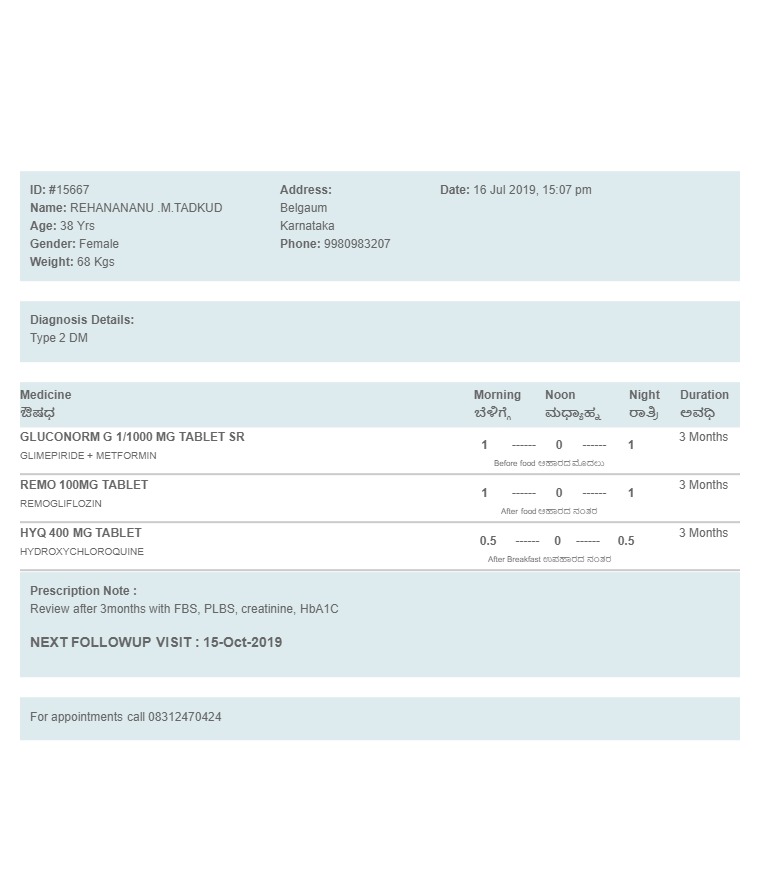 ID: #15667
Name: REHANANANU .M.TADKUD
Age: 38 Yrs
Gender: Female
Weight: 68 Kgs
Address:
Belgaum
Karnataka
Phone: 9980983207
Date: 16 Jul 2019, 15:07 pm
Diagnosis Details:
Type 2 DM
Medicine Morning Noon Night Duration
ಔಷಧ ಬೆಳಿಗ್ಗೆ ಮಧ್ಯಾಹ್ನ ರಾತ್ರಿ ಅವಧಿ
GLUCONORM G 1/1000 MG TABLET SR 1 ------ 0 ------ 1 3 Months
GLIMEPIRIDE + METFORMIN Before food ಆಹಾರದ ಮೊದಲು
REMO 100MG TABLET 1 ------ 0 ------ 1 3 Months
REMOGLIFLOZIN After food ಆಹಾರದ ನಂತರ
HYQ 400 MG TABLET 0.5 ------ 0 ------ 0.5 3 Months
HYDROXYCHLOROQUINE After Breakfast ಉಪಹಾರದ ನಂತರ
Prescription Note :
Review after 3months with FBS, PLBS, creatinine, HbA1C
NEXT FOLLOWUP VISIT : 15-Oct-2019
For appointments call 08312470424